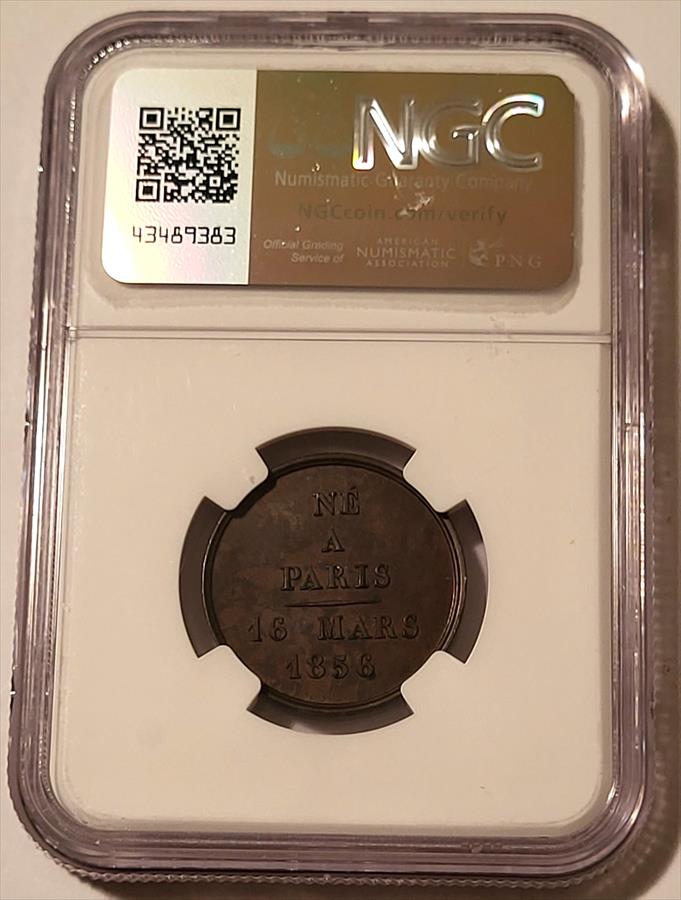 NGC
Numismatic Guaranty Company
NGCcoin.com/verify
43489383
Official Grading
Service of
AMERICAN
NUMISMATIC
ASSOCIATION
PNG
NÉ
A
PARIS
16 MARS
1856